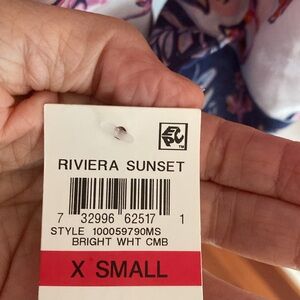 RIVIERA SUNSET
7 32996 62517 1
STYLE 100059790MS
BRIGHT WHT CMB
X SMALL